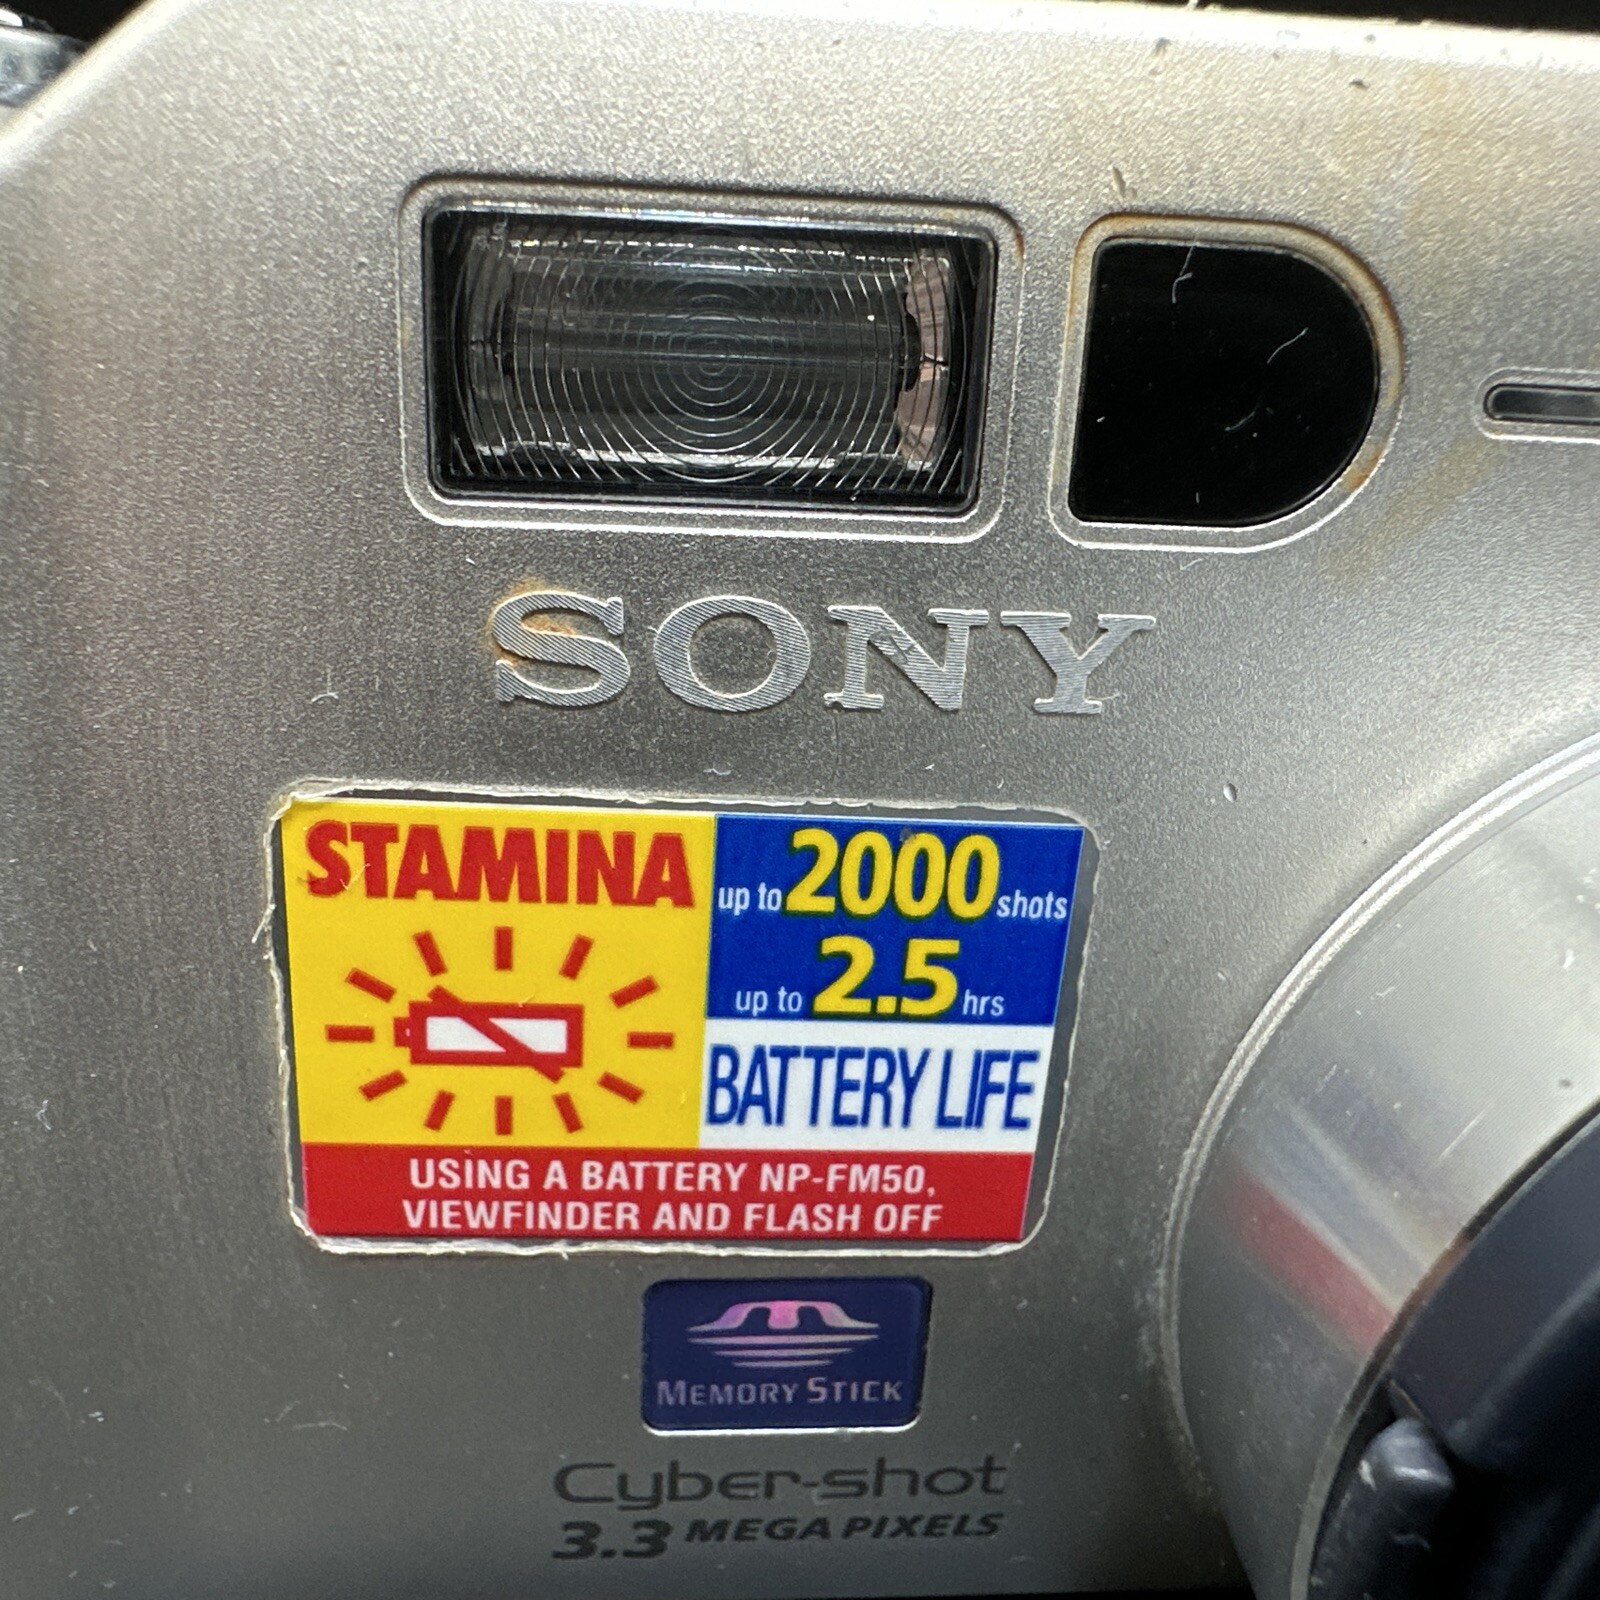 SONY
STAMINA
up to 2000 shots
up to 2.5 hrs
BATTERY LIFE
USING A BATTERY NP-FM50,
VIEWFINDER AND FLASH OFF
MEMORY STICK
Cyber-shot
3.3 MEGA PIXELS